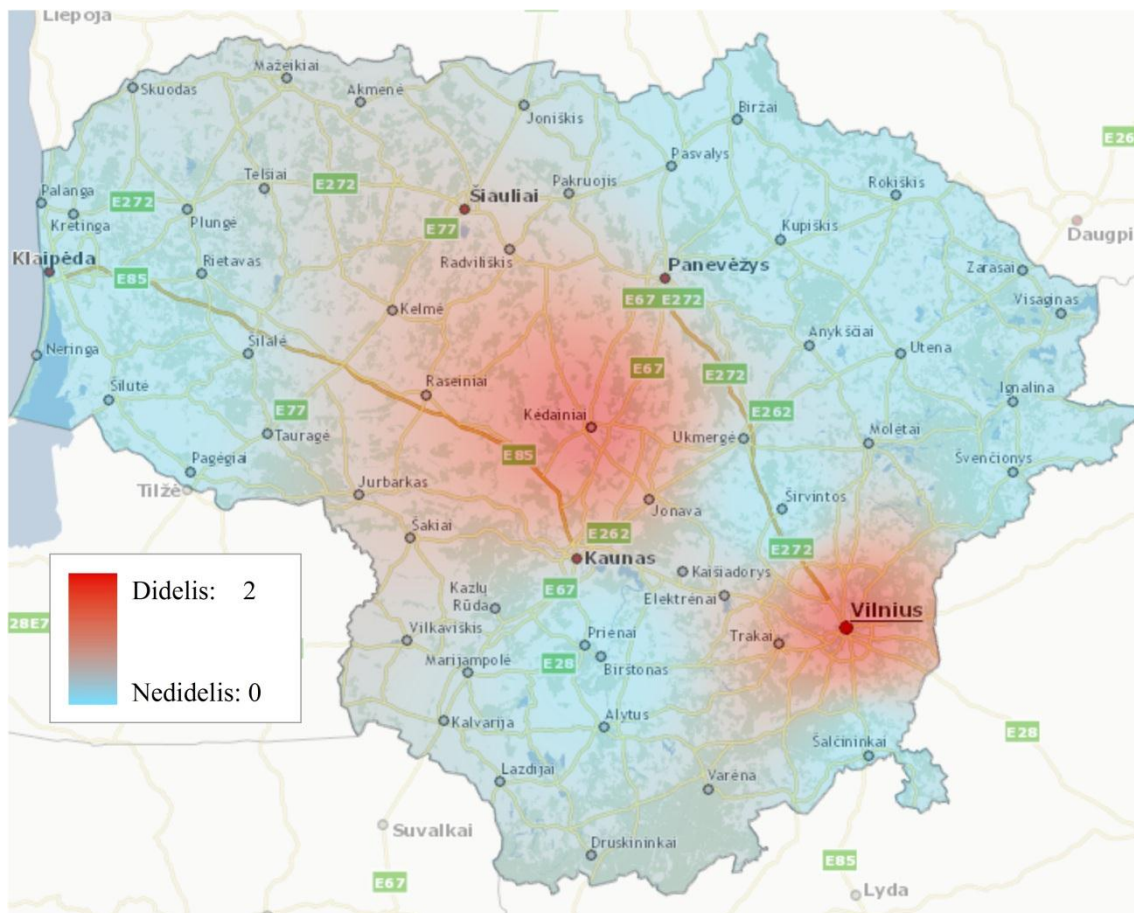 Liepoja
Mažeikiai
Skuodas
Akmenė
Joniškis
Biržai
E26
Pasvalys
Telšiai
E272
Pakruojis
Rokiškis
Palanga
E272
Šiauliai
Kretinga
Plungė
E77
Kupiškis
Daugpi
Klaipėda
Rietavas
Radviliškis
Panevėžys
Zarasai
E85
E67 E272
Visaginas
Kelmė
Anykščiai
Neringa
Šilalė
Utena
E67
E272
Raseiniai
Ignalina
Šilutė
E77
Kėdainiai
E262
Tauragė
Ukmergė
Molėtai
E85
Pagėgiai
Švenčionys
Tilžė
Jurbarkas
Jonava
Širvintos
Šakiai
E262
E272
Kaunas
Kaišiadorys
Didelis: 2
Kazlų
Rūda
E67
Elektrėnai
Vilnius
28E7
Vilkaviškis
Prienai
Trakai
Marijampolė
E28
Birštonas
Nedidelis: 0
Kalvarija
Alytus
E28
Šalčininkai
Lazdijai
Varėna
Suvalkai
Druskininkai
E85
E67
Lyda